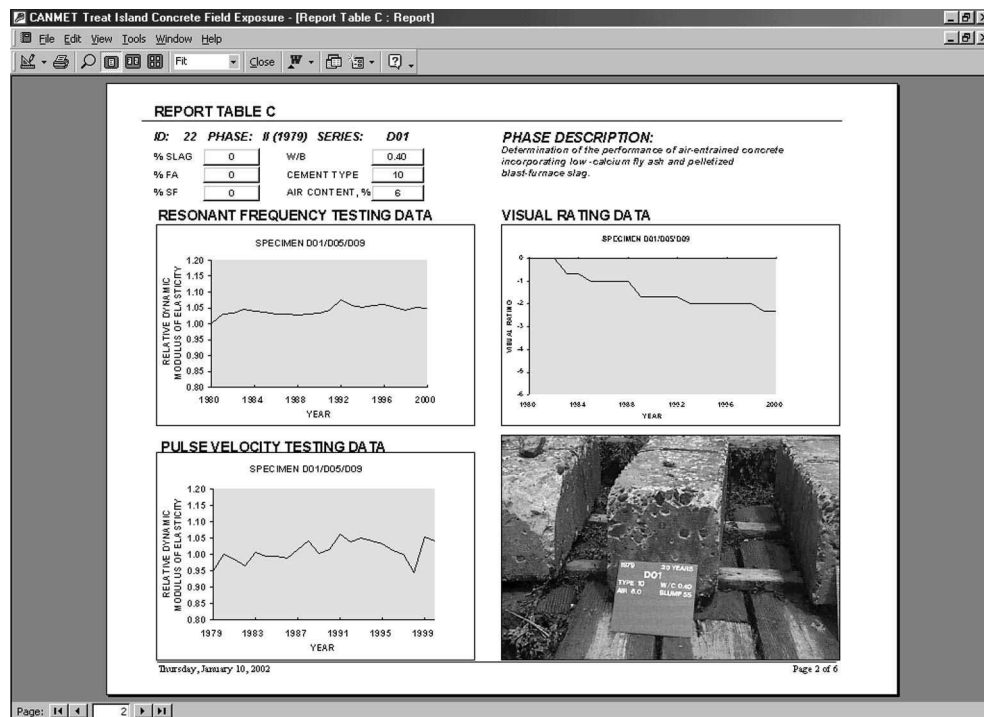 CANMET Treat Island Concrete Field Exposure - [Report Table C : Report]
File Edit View Tools Window Help
Fit Close
REPORT TABLE C
ID: 22 PHASE: II (1979) SERIES: D01
% SLAG 0 W/B 0.40
% FA 0 CEMENT TYPE 10
% SF 0 AIR CONTENT, % 6
PHASE DESCRIPTION:
Determination of the performance of air-entrained concrete
incorporating low -calcium fly ash and pelletized
blast-furnace slag.
RESONANT FREQUENCY TESTING DATA
SPECIMEN D01/D05/D09
RELATIVE DYNAMIC
MODULUS OF ELASTICITY
1.20
1.15
1.10
1.05
1.00
0.95
0.90
0.85
0.80
1980 1984 1988 1992 1996 2000
YEAR
VISUAL RATING DATA
SPECIMEN D01/D05/D09
VISUAL RATING
0
-1
-2
-3
-4
-5
-6
1980 1984 1988 1992 1996 2000
YEAR
PULSE VELOCITY TESTING DATA
SPECIMEN D01/D05/D09
RELATIVE DYNAMIC
MODULUS OF ELASTICITY
1.20
1.15
1.10
1.05
1.00
0.95
0.90
0.85
0.80
1979 1983 1987 1991 1995 1999
YEAR
1979 20 YEARS
D01
TYPE 10 W/C 0.40
AIR 6.0 SLUMP 55
Thursday, January 10, 2002
Page 2 of 6
Page: 2